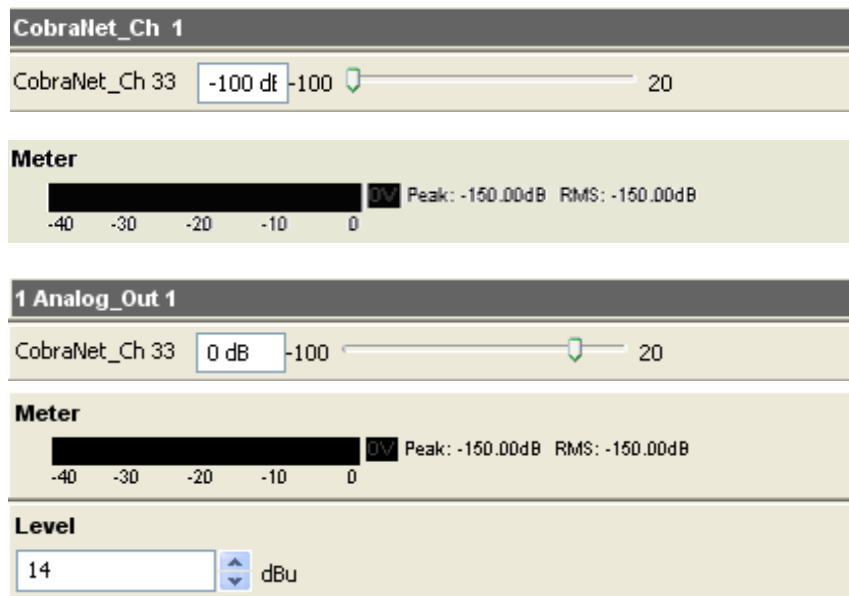 CobraNet_Ch 1
CobraNet_Ch 33 -100 dE -100 20
Meter
0V Peak: -150.00dB RMS: -150.00dB
-40 -30 -20 -10 0
1 Analog_Out 1
CobraNet_Ch 33 0 dB -100 20
Meter
0V Peak: -150.00dB RMS: -150.00dB
-40 -30 -20 -10 0
Level
14 dBu